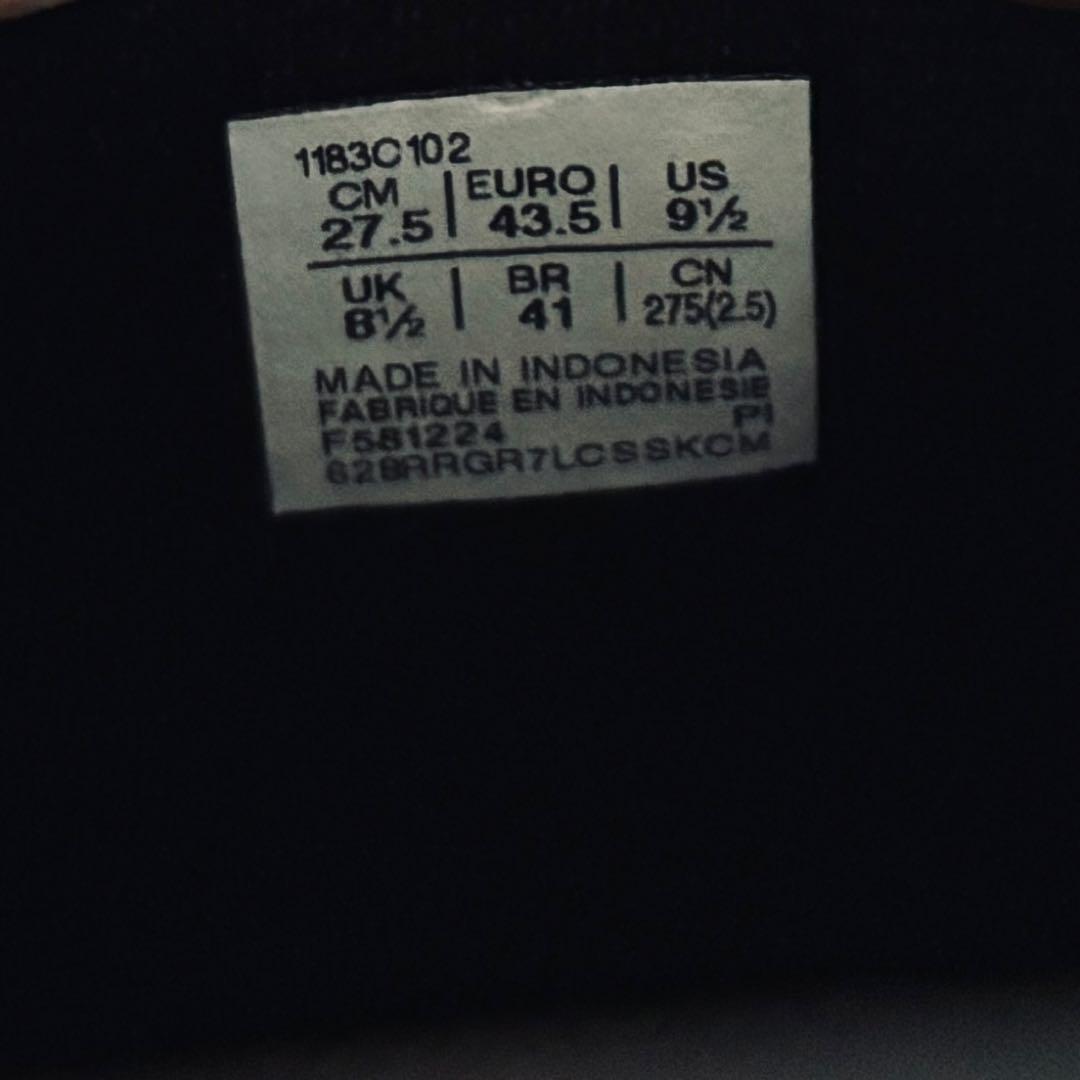 1183C102
CM | EURO | US
27.5 | 43.5 | 9½
UK | BR | CN
8½ | 41 | 275(2.5)
MADE IN INDONESIA
FABRIQUE EN INDONESIE
F581224 PI
628RRGR7LCSSKCM